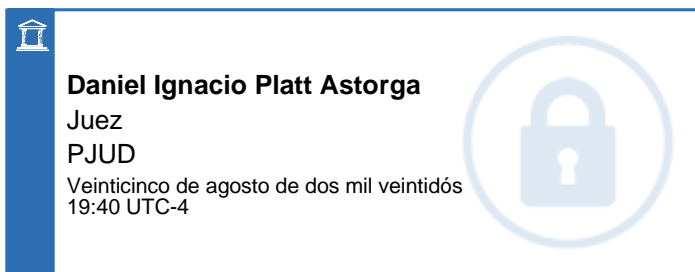 Daniel Ignacio Platt Astorga
Juez
PJUD
Veinticinco de agosto de dos mil veintidós
19:40 UTC-4